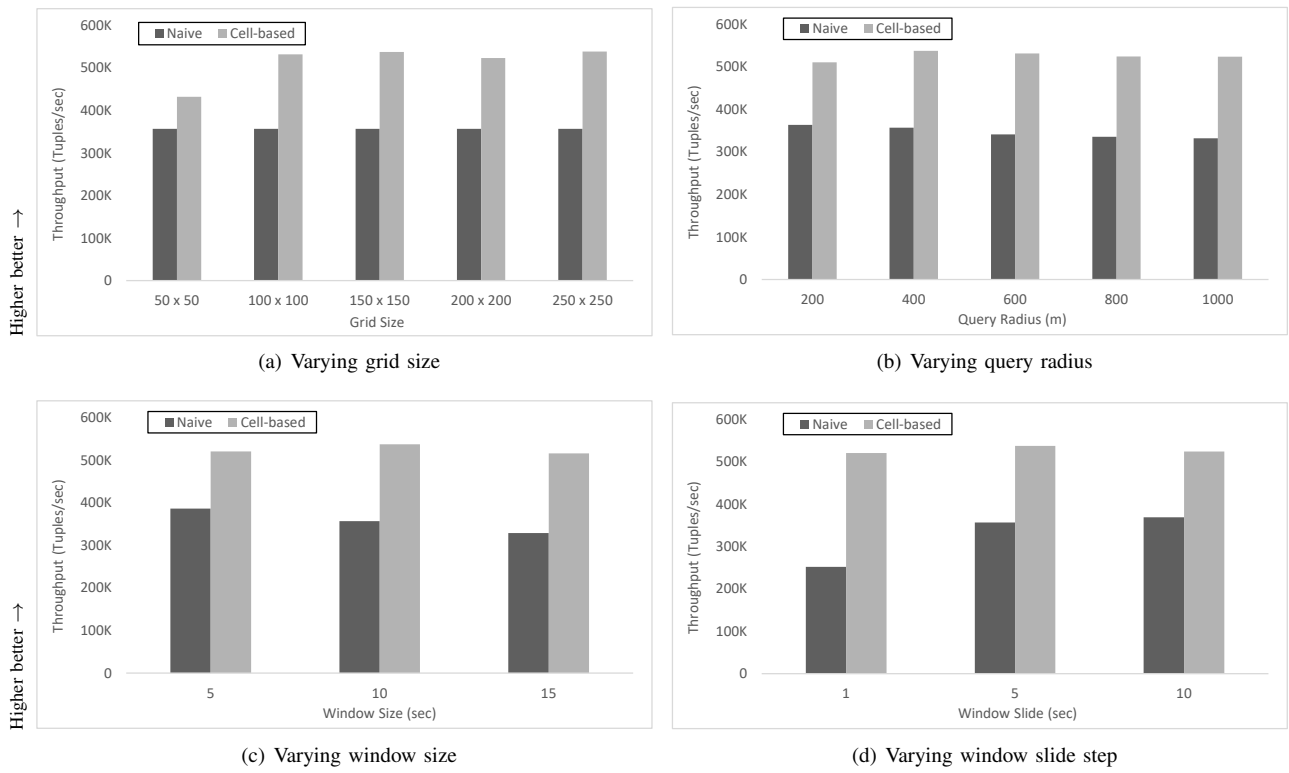 Higher better →
Naive Cell-based
Throughput (Tuples/sec)
600K
500K
400K
300K
200K
100K
0
50 x 50 100 x 100 150 x 150 200 x 200 250 x 250
Grid Size
(a) Varying grid size
Naive Cell-based
Throughput (Tuples/sec)
600K
500K
400K
300K
200K
100K
0
200 400 600 800 1000
Query Radius (m)
(b) Varying query radius
Higher better →
Naive Cell-based
Throughput (Tuples/sec)
600K
500K
400K
300K
200K
100K
0
5 10 15
Window Size (sec)
(c) Varying window size
Naive Cell-based
Throughput (Tuples/sec)
600K
500K
400K
300K
200K
100K
0
1 5 10
Window Slide (sec)
(d) Varying window slide step